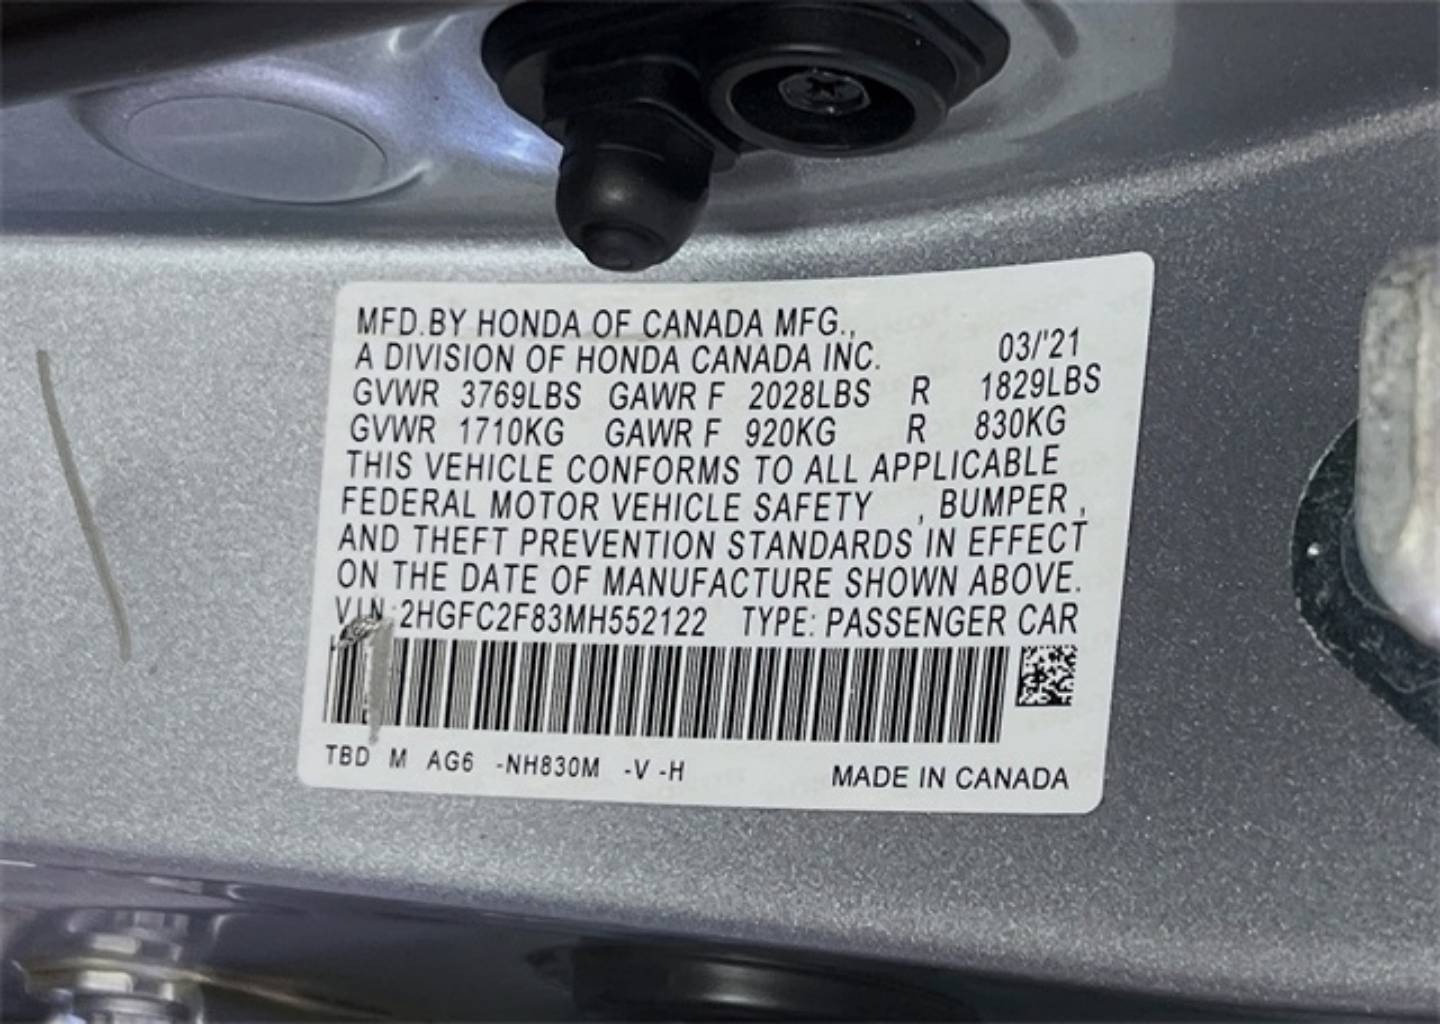 MFD.BY HONDA OF CANADA MFG.,
A DIVISION OF HONDA CANADA INC. 03/'21
GVWR 3769LBS GAWR F 2028LBS R 1829LBS
GVWR 1710KG GAWR F 920KG R 830KG
THIS VEHICLE CONFORMS TO ALL APPLICABLE
FEDERAL MOTOR VEHICLE SAFETY , BUMPER ,
AND THEFT PREVENTION STANDARDS IN EFFECT
ON THE DATE OF MANUFACTURE SHOWN ABOVE.
VIN: 2HGFC2F83MH552122 TYPE: PASSENGER CAR
TBD M AG6 -NH830M -V -H MADE IN CANADA